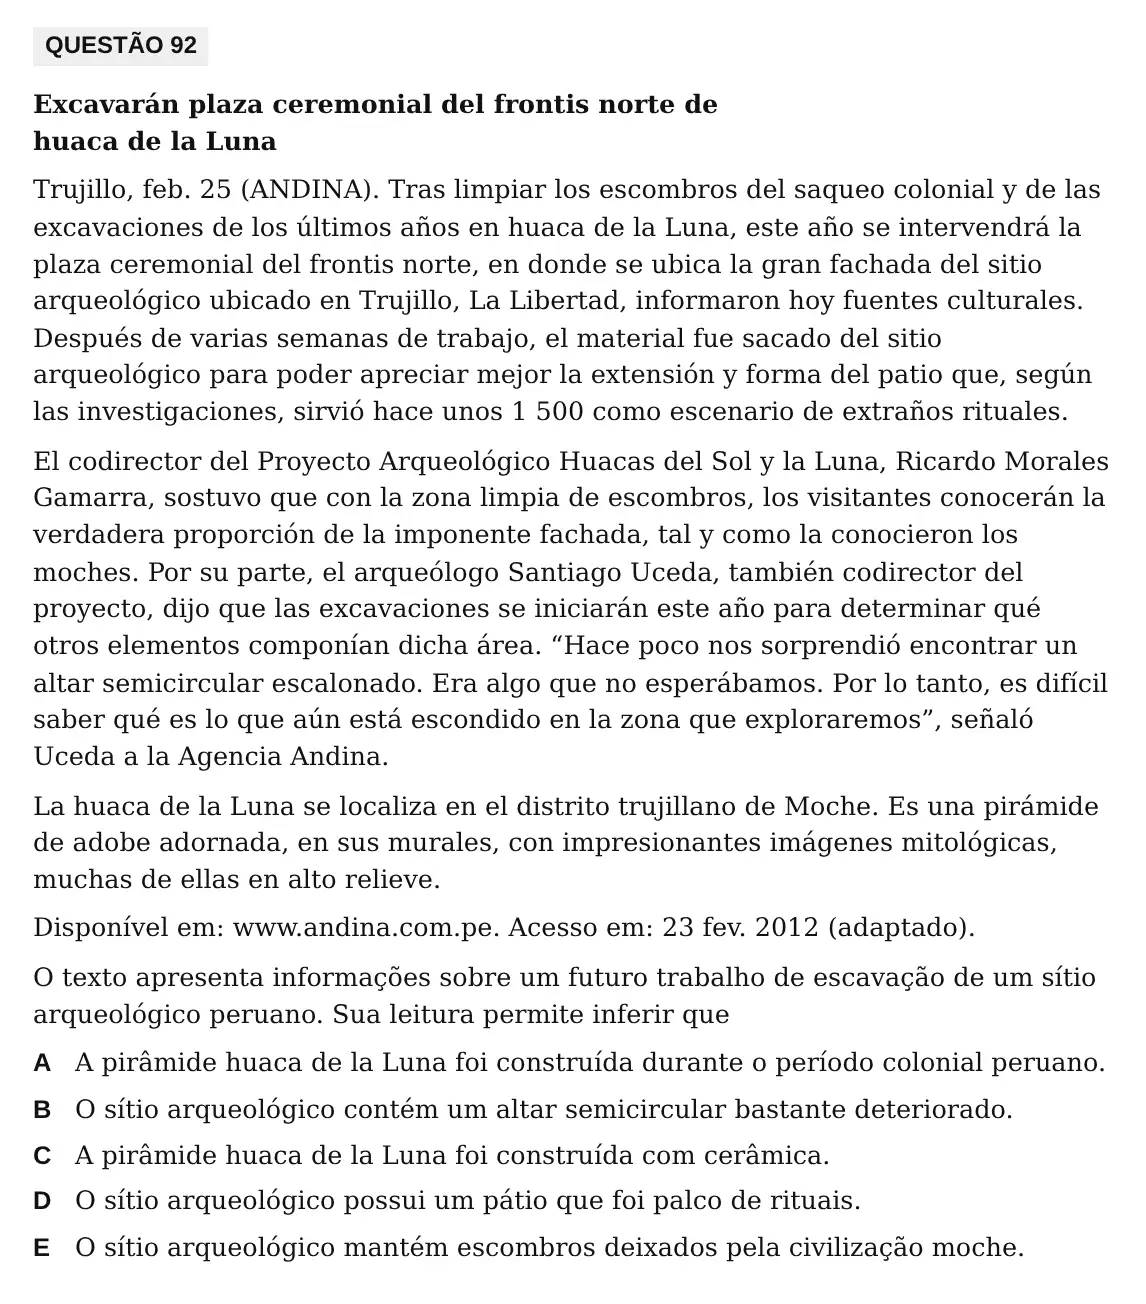 QUESTÃO 92
Excavarán plaza ceremonial del frontis norte de
huaca de la Luna
Trujillo, feb. 25 (ANDINA). Tras limpiar los escombros del saqueo colonial y de las
excavaciones de los últimos años en huaca de la Luna, este año se intervendrá la
plaza ceremonial del frontis norte, en donde se ubica la gran fachada del sitio
arqueológico ubicado en Trujillo, La Libertad, informaron hoy fuentes culturales.
Después de varias semanas de trabajo, el material fue sacado del sitio
arqueológico para poder apreciar mejor la extensión y forma del patio que, según
las investigaciones, sirvió hace unos 1 500 como escenario de extraños rituales.
El codirector del Proyecto Arqueológico Huacas del Sol y la Luna, Ricardo Morales
Gamarra, sostuvo que con la zona limpia de escombros, los visitantes conocerán la
verdadera proporción de la imponente fachada, tal y como la conocieron los
moches. Por su parte, el arqueólogo Santiago Uceda, también codirector del
proyecto, dijo que las excavaciones se iniciarán este año para determinar qué
otros elementos componían dicha área. “Hace poco nos sorprendió encontrar un
altar semicircular escalonado. Era algo que no esperábamos. Por lo tanto, es difícil
saber qué es lo que aún está escondido en la zona que exploraremos”, señaló
Uceda a la Agencia Andina.
La huaca de la Luna se localiza en el distrito trujillano de Moche. Es una pirámide
de adobe adornada, en sus murales, con impresionantes imágenes mitológicas,
muchas de ellas en alto relieve.
Disponível em: www.andina.com.pe. Acesso em: 23 fev. 2012 (adaptado).
O texto apresenta informações sobre um futuro trabalho de escavação de um sítio
arqueológico peruano. Sua leitura permite inferir que
A A pirâmide huaca de la Luna foi construída durante o período colonial peruano.
B O sítio arqueológico contém um altar semicircular bastante deteriorado.
C A pirâmide huaca de la Luna foi construída com cerâmica.
D O sítio arqueológico possui um pátio que foi palco de rituais.
E O sítio arqueológico mantém escombros deixados pela civilização moche.